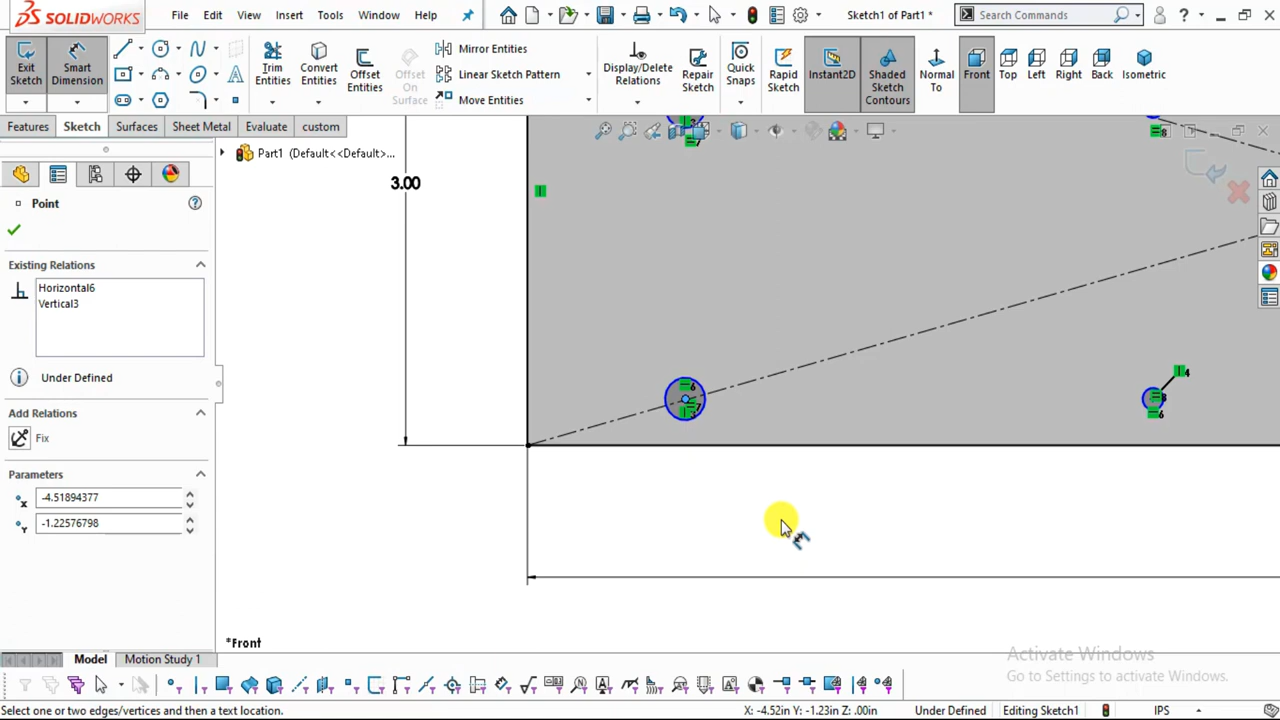 SOLIDWORKS File Edit View Insert Tools Window Help Sketch1 of Part1 * Search Commands ?
Exit Sketch
Smart Dimension
Trim Entities
Convert Entities
Offset Entities
Offset On Surface
Mirror Entities
Linear Sketch Pattern
Move Entities
Display/Delete Relations
Repair Sketch
Quick Snaps
Rapid Sketch
Instant2D
Shaded Sketch Contours
Normal To
Front
Top
Left
Right
Back
Isometric
Features Sketch Surfaces Sheet Metal Evaluate custom
Part1 (Default<<Default>...
Point
Existing Relations
Horizontal6
Vertical3
Under Defined
Add Relations
Fix
Parameters
-4.51894377
-1.22576798
3.00
*Front
Activate Windows
Go to Settings to activate Windows.
Model Motion Study 1
Select one or two edges/vertices and then a text location. X: -4.52in Y: -1.23in Z: .00in Under Defined Editing Sketch1 IPS